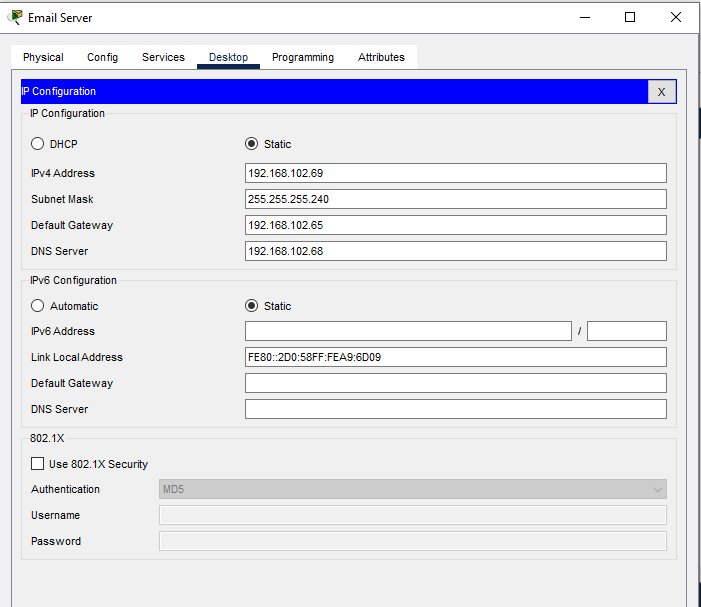 Email Server
Physical Config Services Desktop Programming Attributes
IP Configuration X
IP Configuration
DHCP Static
IPv4 Address 192.168.102.69
Subnet Mask 255.255.255.240
Default Gateway 192.168.102.65
DNS Server 192.168.102.68
IPv6 Configuration
Automatic Static
IPv6 Address /
Link Local Address FE80::2D0:58FF:FEA9:6D09
Default Gateway
DNS Server
802.1X
Use 802.1X Security
Authentication MD5
Username
Password